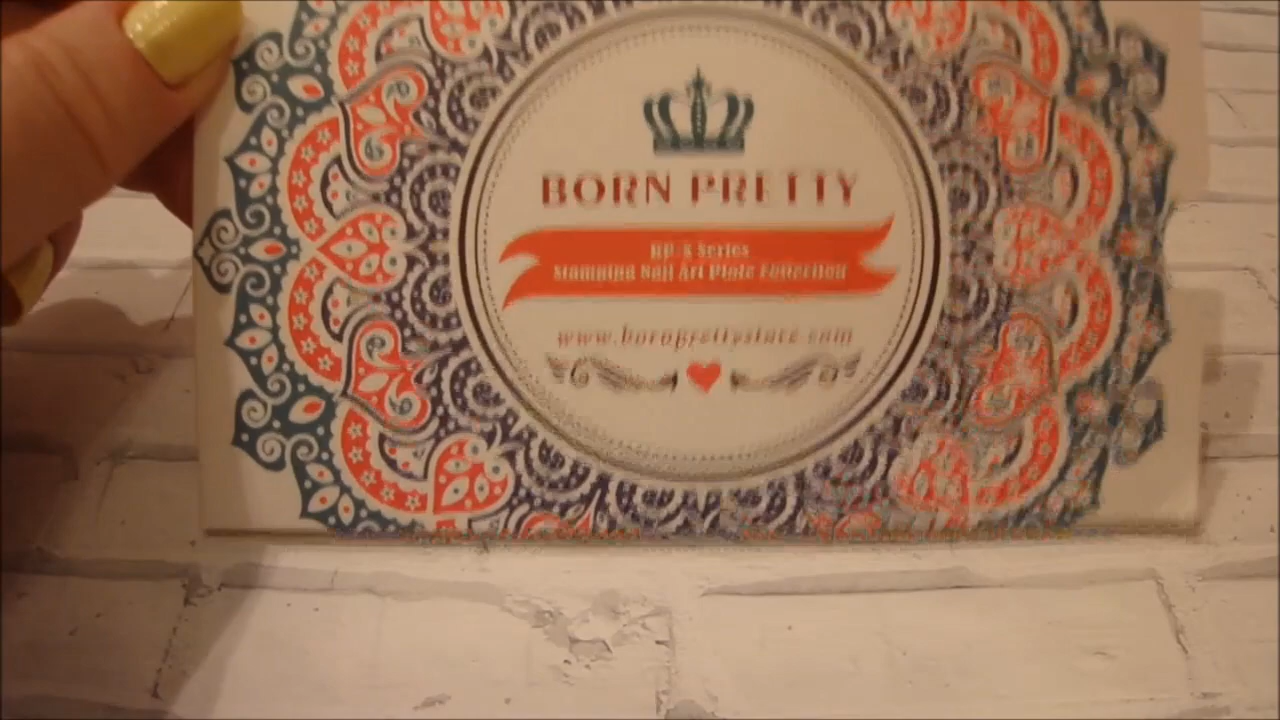 BORN PRETTY
BP-X Series
Stamping Nail Art Plate Collection
www.bornprettystore.com